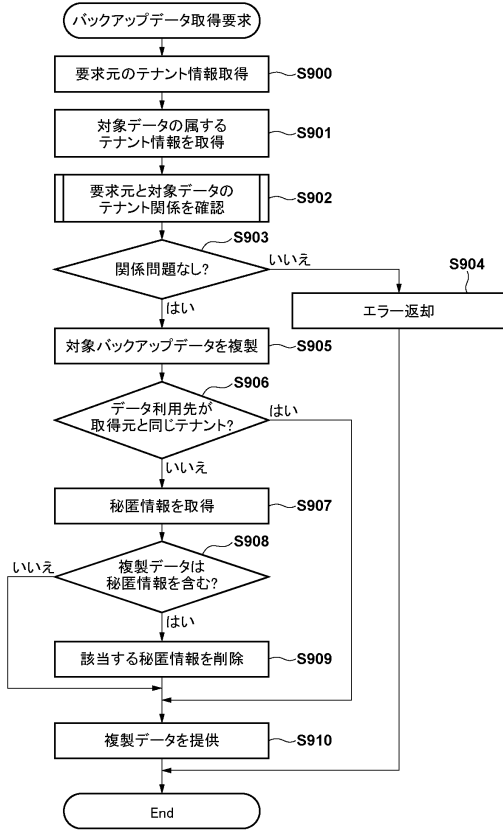 バックアップデータ取得要求
要求元のテナント情報取得
S900
対象データの属する
テナント情報を取得
S901
要求元と対象データの
テナント関係を確認
S902
S903
関係問題なし?
いいえ
はい
S904
エラー返却
対象バックアップデータを複製
S905
S906
データ利用先が
取得元と同じテナント?
はい
いいえ
秘匿情報を取得
S907
S908
複製データは
秘匿情報を含む?
いいえ
はい
該当する秘匿情報を削除
S909
複製データを提供
S910
End